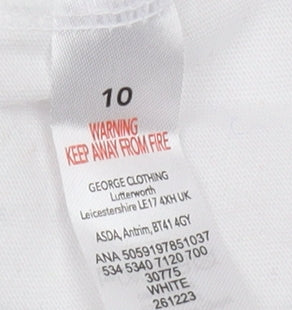 10
WARNING
KEEP AWAY FROM FIRE
GEORGE CLOTHING
Lutterworth
Leicestershire LE17 4XH UK
ASDA, Antrim, BT41 4GY
ANA 5059197851037
534 5340 7120 700
30775
WHITE
261223